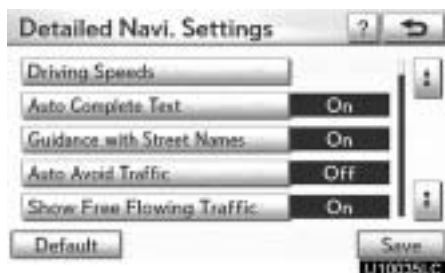 Detailed Navi. Settings ?
Driving Speeds
Auto Complete Text On
Guidance with Street Names On
Auto Avoid Traffic Off
Show Free Flowing Traffic On
Default Save